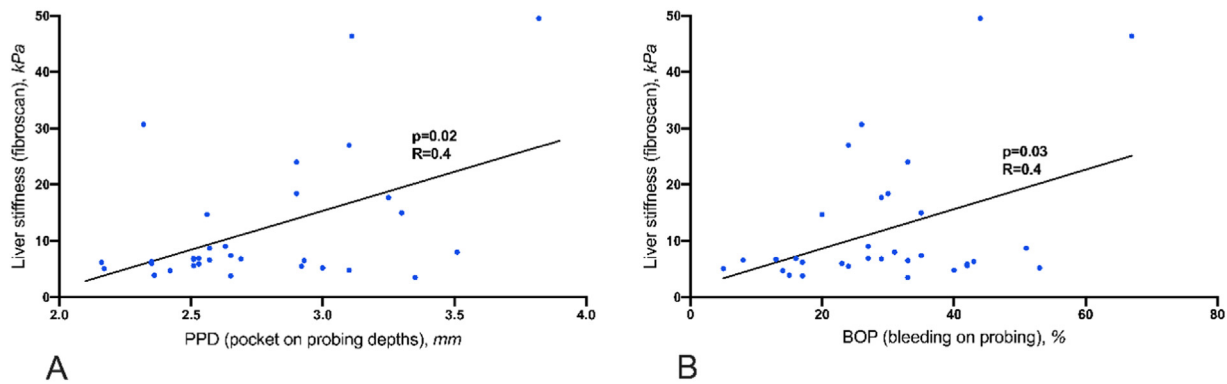 Liver stiffness (fibroscan), kPa
50
40
30
20
10
0
p=0.02
R=0.4
2.0 2.5 3.0 3.5 4.0
PPD (pocket on probing depths), mm
A
Liver stiffness (fibroscan), kPa
50
40
30
20
10
0
p=0.03
R=0.4
0 20 40 60 80
BOP (bleeding on probing), %
B